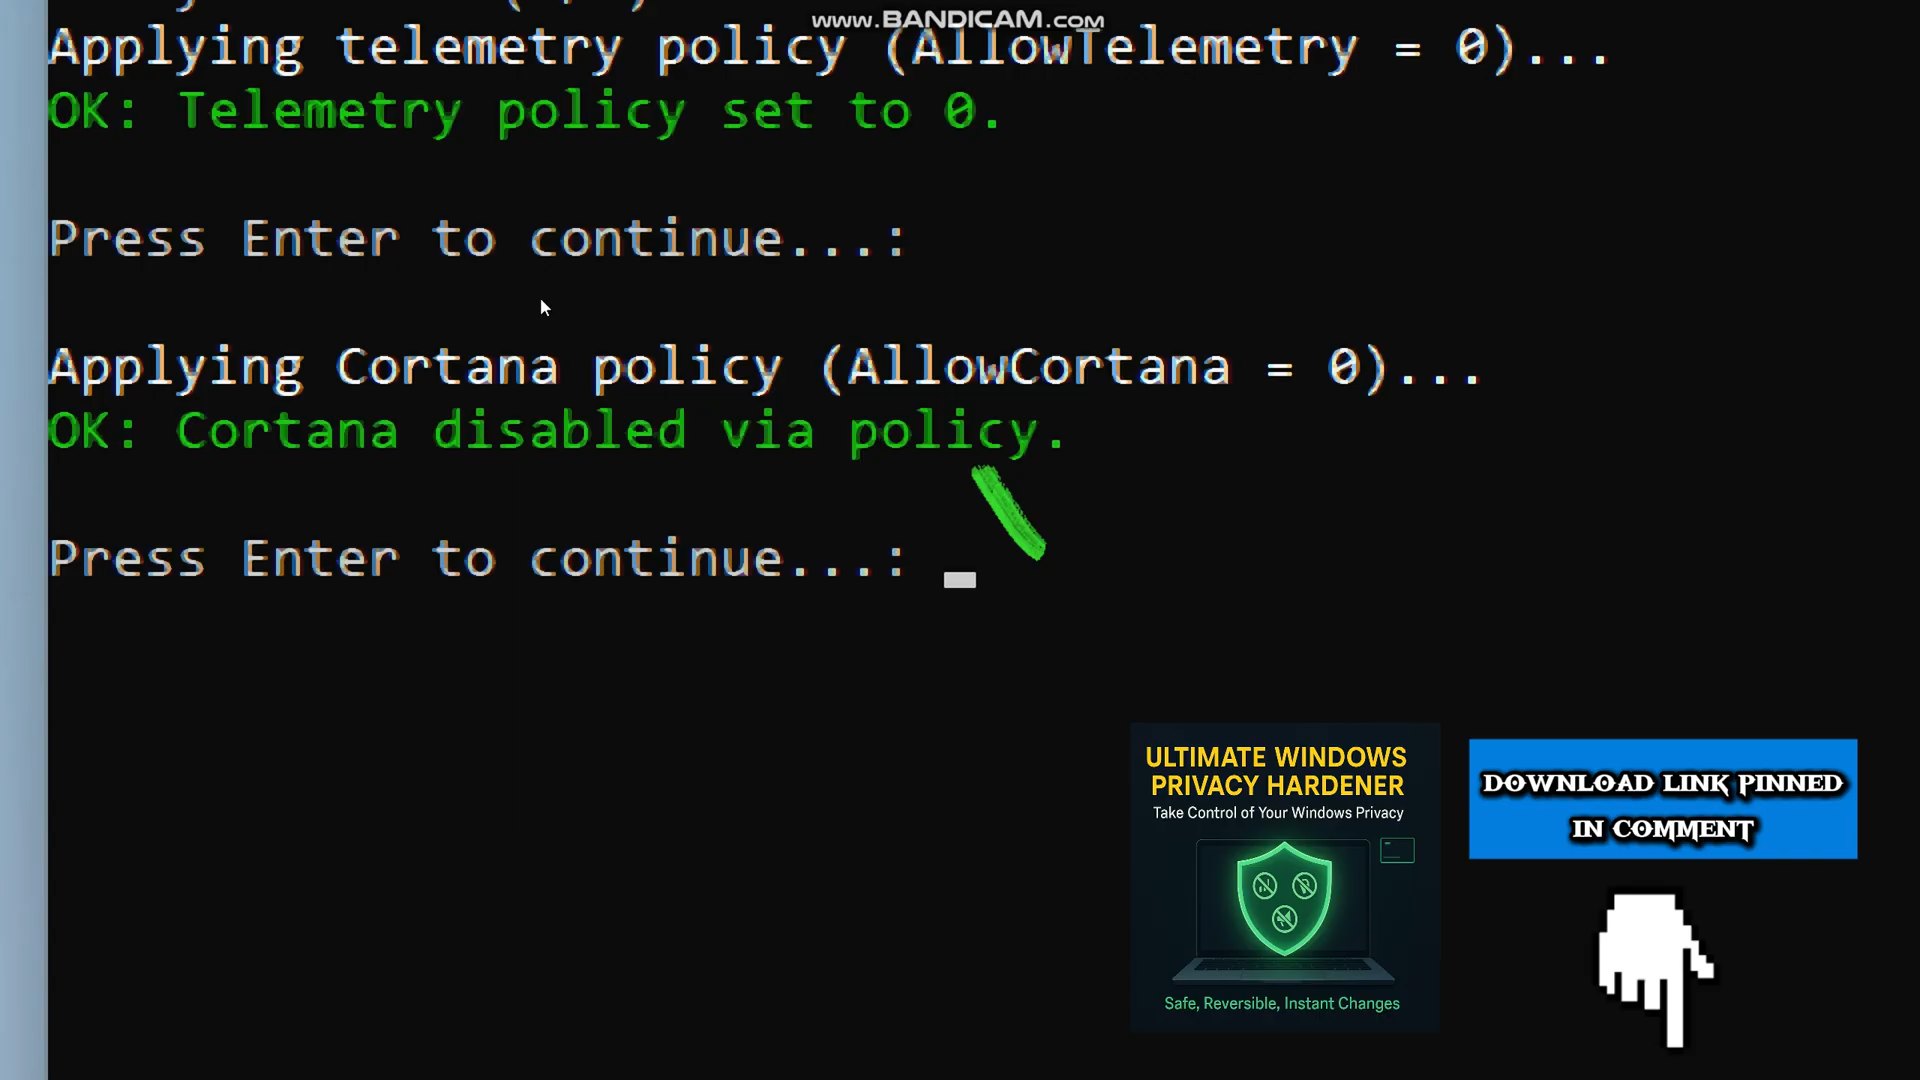 www.BANDICAM.com
Applying telemetry policy (AllowTelemetry = 0)...
OK: Telemetry policy set to 0.
Press Enter to continue...:
Applying Cortana policy (AllowCortana = 0)...
OK: Cortana disabled via policy.
Press Enter to continue...:
ULTIMATE WINDOWS
PRIVACY HARDENER
Take Control of Your Windows Privacy
Safe, Reversible, Instant Changes
DOWNLOAD LINK PINNED
IN COMMENT